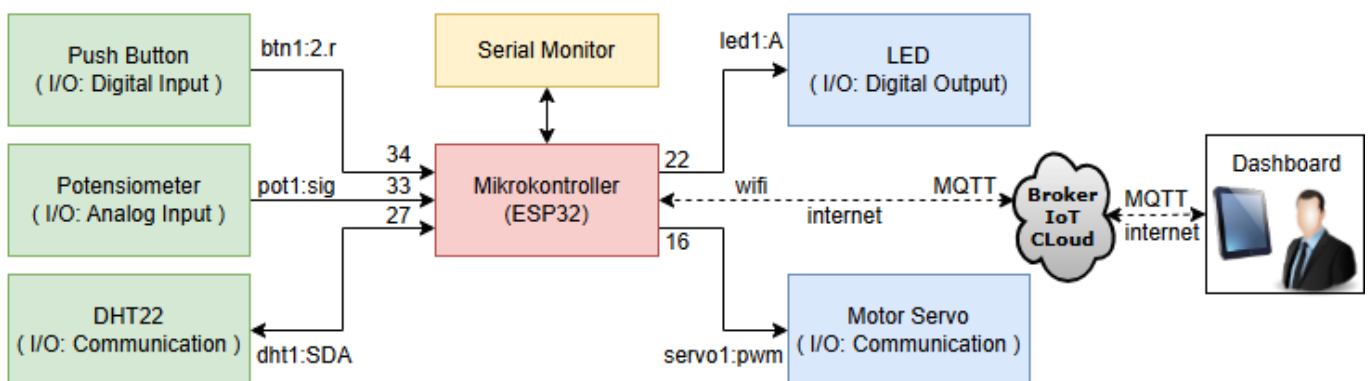 Push Button
( I/O: Digital Input )
btn1:2.r
Serial Monitor
led1:A
LED
( I/O: Digital Output)
Potensiometer
( I/O: Analog Input )
pot1:sig
34
33
27
Mikrokontroller
(ESP32)
22
16
wifi
MQTT
internet
Broker
IoT
CLoud
MQTT
internet
Dashboard
DHT22
( I/O: Communication )
dht1:SDA
servo1:pwm
Motor Servo
( I/O: Communication )